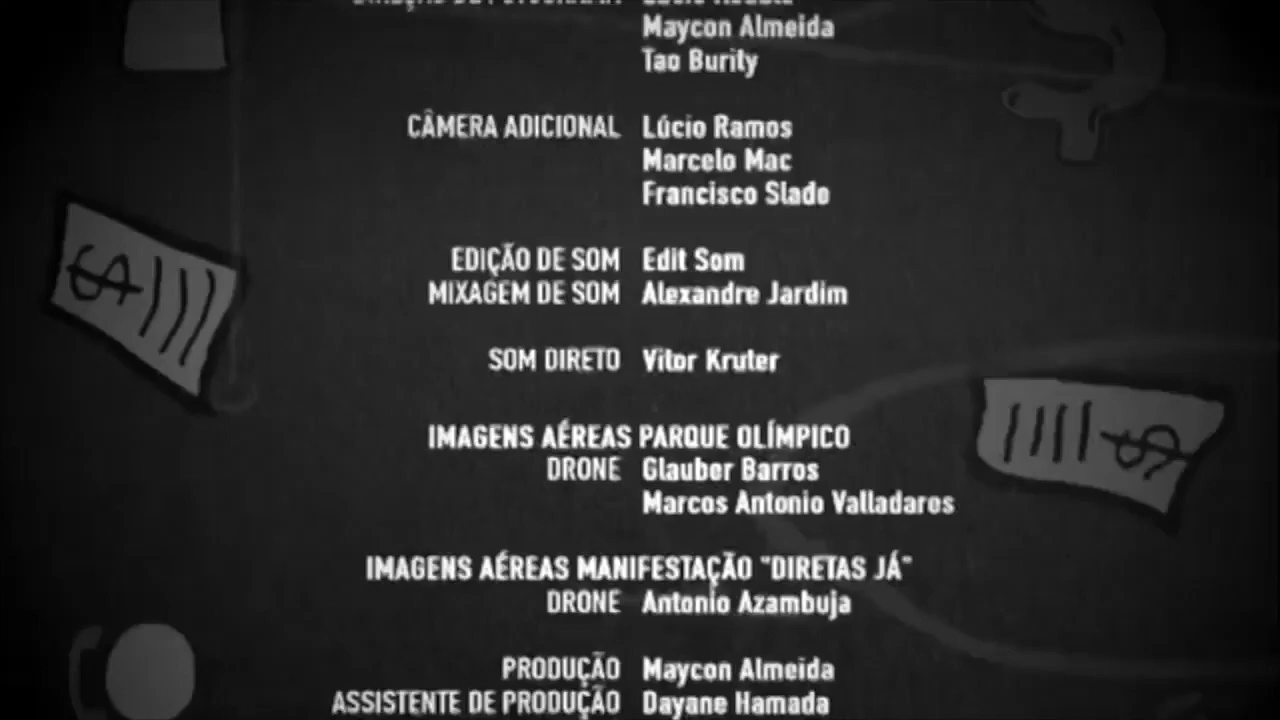 Maycon Almeida
Tao Burity
CÂMERA ADICIONAL Lúcio Ramos
Marcelo Mac
Francisco Slade
EDIÇÃO DE SOM Edit Som
MIXAGEM DE SOM Alexandre Jardim
SOM DIRETO Vitor Kruter
IMAGENS AÉREAS PARQUE OLÍMPICO
DRONE Glauber Barros
Marcos Antonio Valladares
IMAGENS AÉREAS MANIFESTAÇÃO "DIRETAS JÁ"
DRONE Antonio Azambuja
PRODUÇÃO Maycon Almeida
ASSISTENTE DE PRODUÇÃO Dayane Hamada